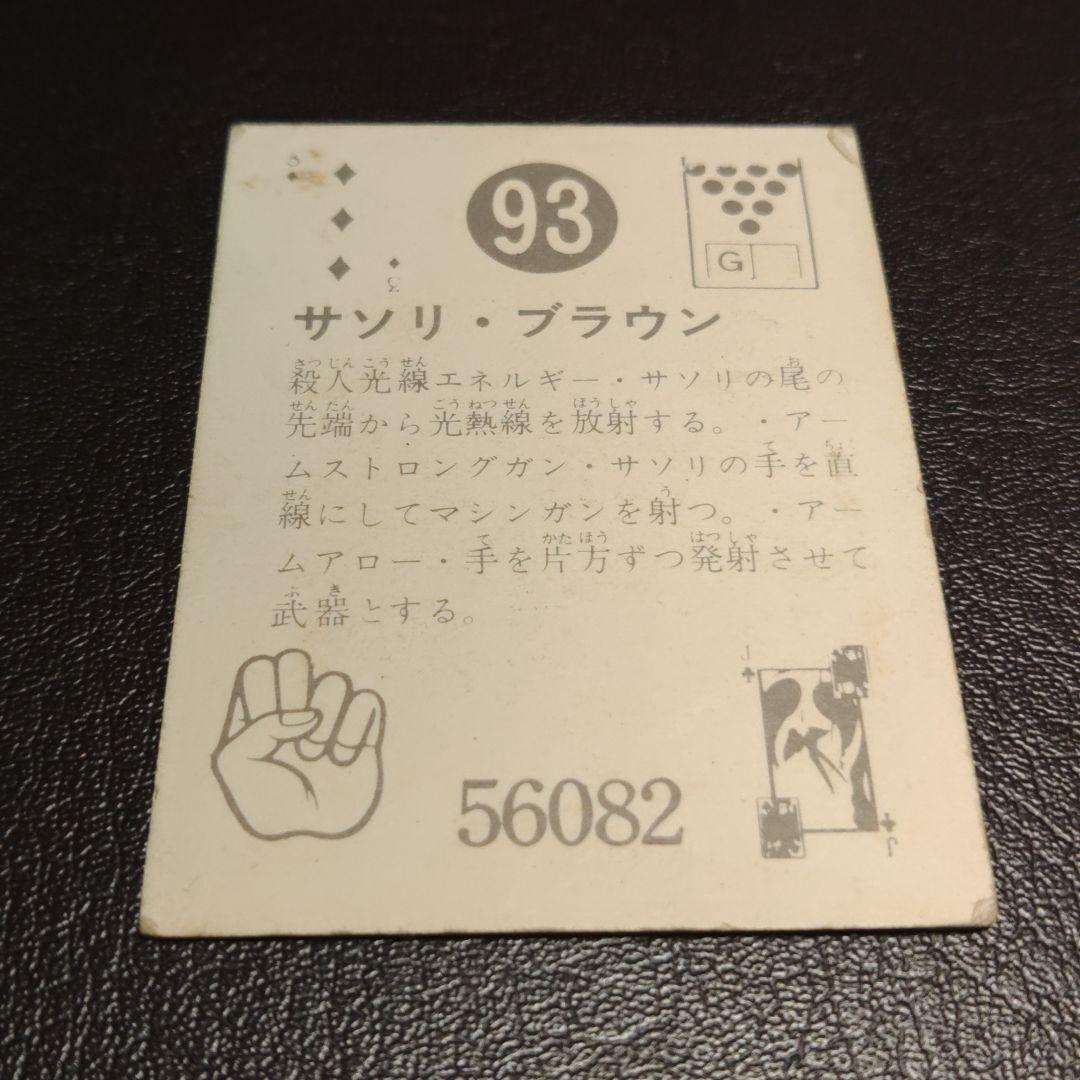 3
93
G
3
サソリ・ブラウン
殺人光線エネルギー・サソリの尾の
先端から光熱線を放射する。・アー
ムストロングガン・サソリの手を直
線にしてマシンガンを射つ。・アー
ムアロー・手を片方ずつ発射させて
武器とする。
J
56082
J